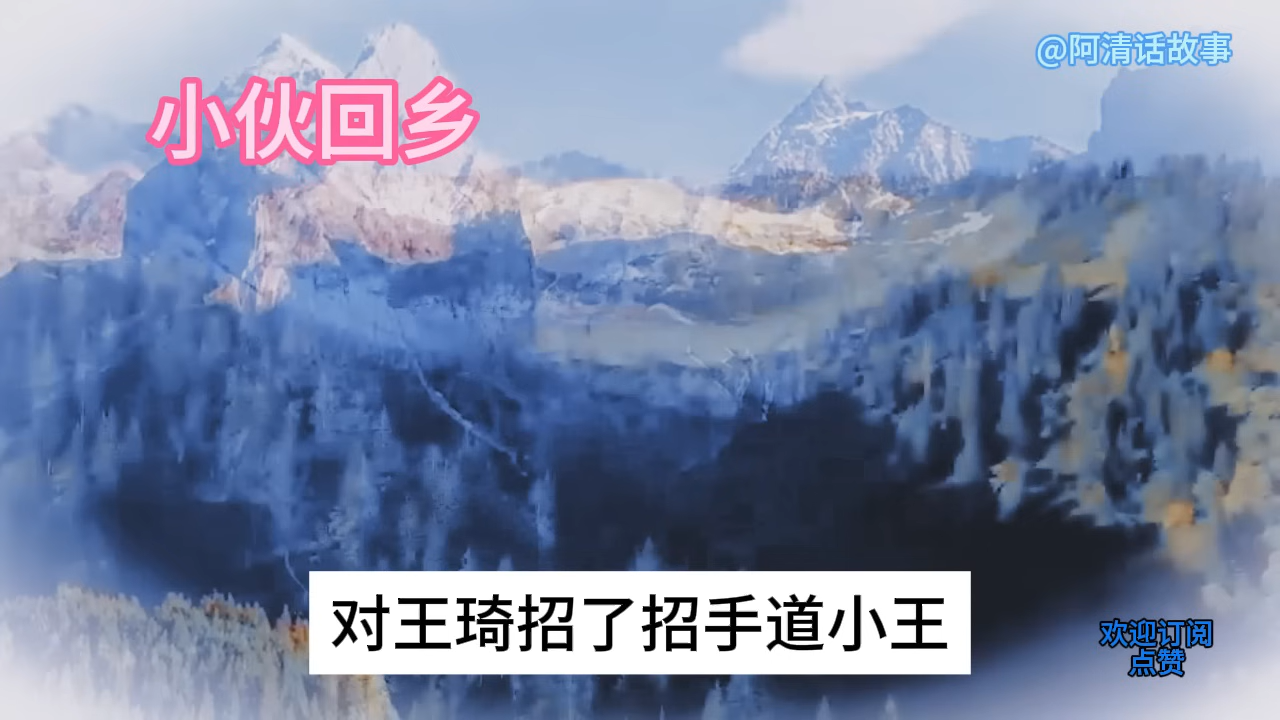 @阿清话故事
小伙回乡
对王琦招了招手道小王
欢迎订阅
点赞